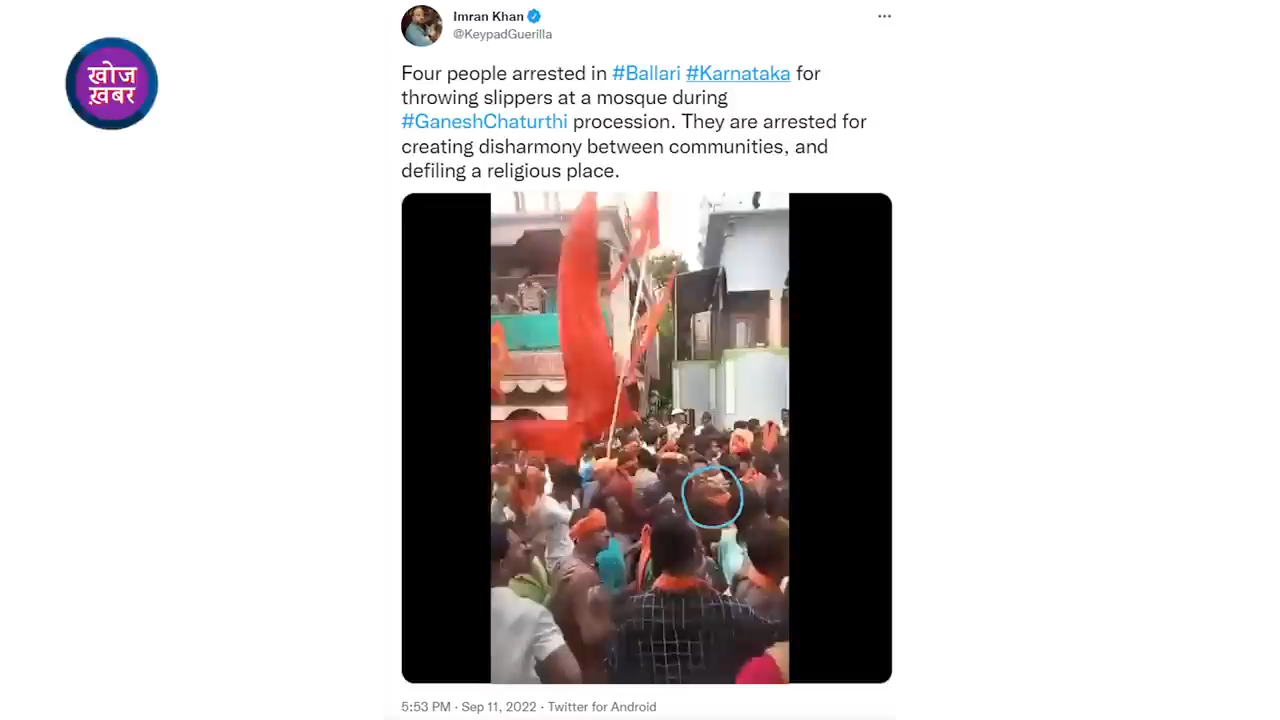 खोज
ख़बर
Imran Khan
@KeypadGuerilla
Four people arrested in #Ballari #Karnataka for
throwing slippers at a mosque during
#GaneshChaturthi procession. They are arrested for
creating disharmony between communities, and
defiling a religious place.
5:53 PM · Sep 11, 2022 · Twitter for Android